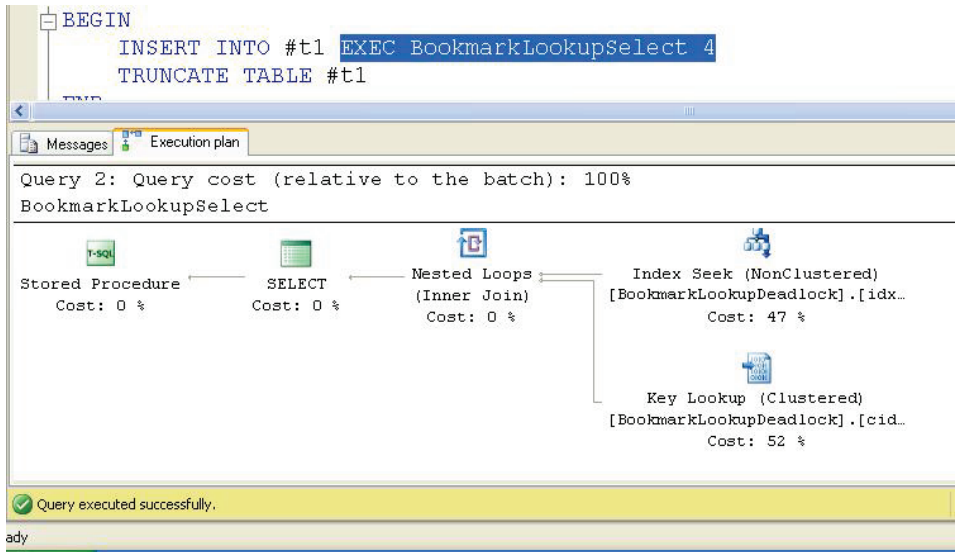 BEGIN
INSERT INTO #t1 EXEC BookmarkLookupSelect 4
TRUNCATE TABLE #t1
Messages Execution plan
Query 2: Query cost (relative to the batch): 100%
BookmarkLookupSelect
T-SQL
Stored Procedure
Cost: 0 %
SELECT
Cost: 0 %
Nested Loops
(Inner Join)
Cost: 0 %
Index Seek (NonClustered)
[BookmarkLookupDeadlock].[idx…
Cost: 47 %
Key Lookup (Clustered)
[BookmarkLookupDeadlock].[cid…
Cost: 52 %
Query executed successfully.
ady